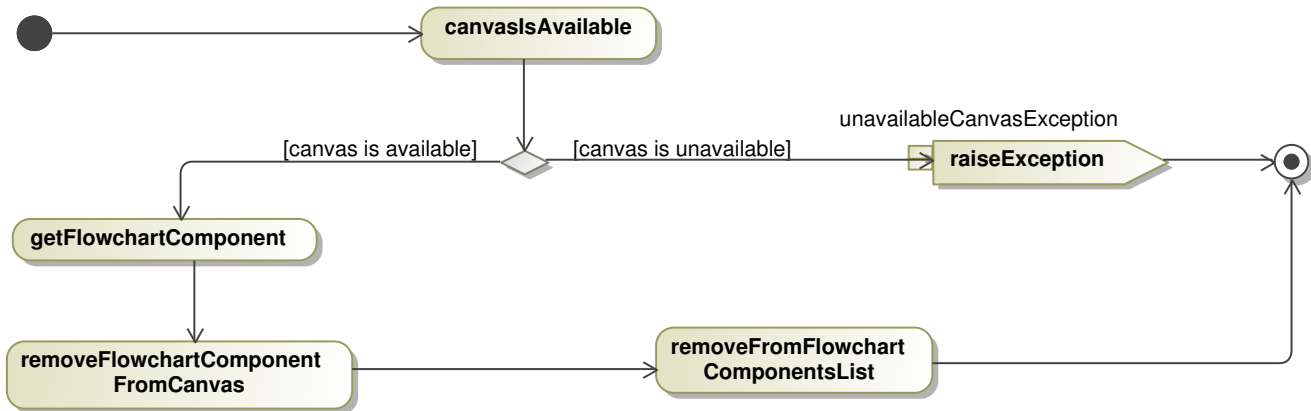 canvasIsAvailable
unavailableCanvasException
[canvas is available]
[canvas is unavailable]
raiseException
getFlowchartComponent
removeFlowchartComponent
FromCanvas
removeFromFlowchart
ComponentsList